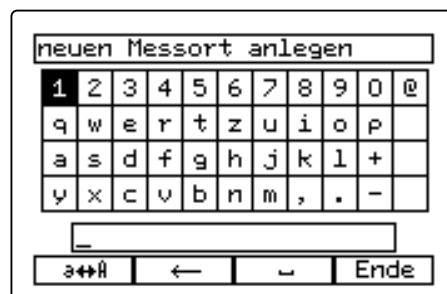 neuen Messort anlegen
1 2 3 4 5 6 7 8 9 0 @
q w e r t z u i o p
a s d f g h j k l +
y x c v b n m , . -
_
a↔A ← ⎵ Ende